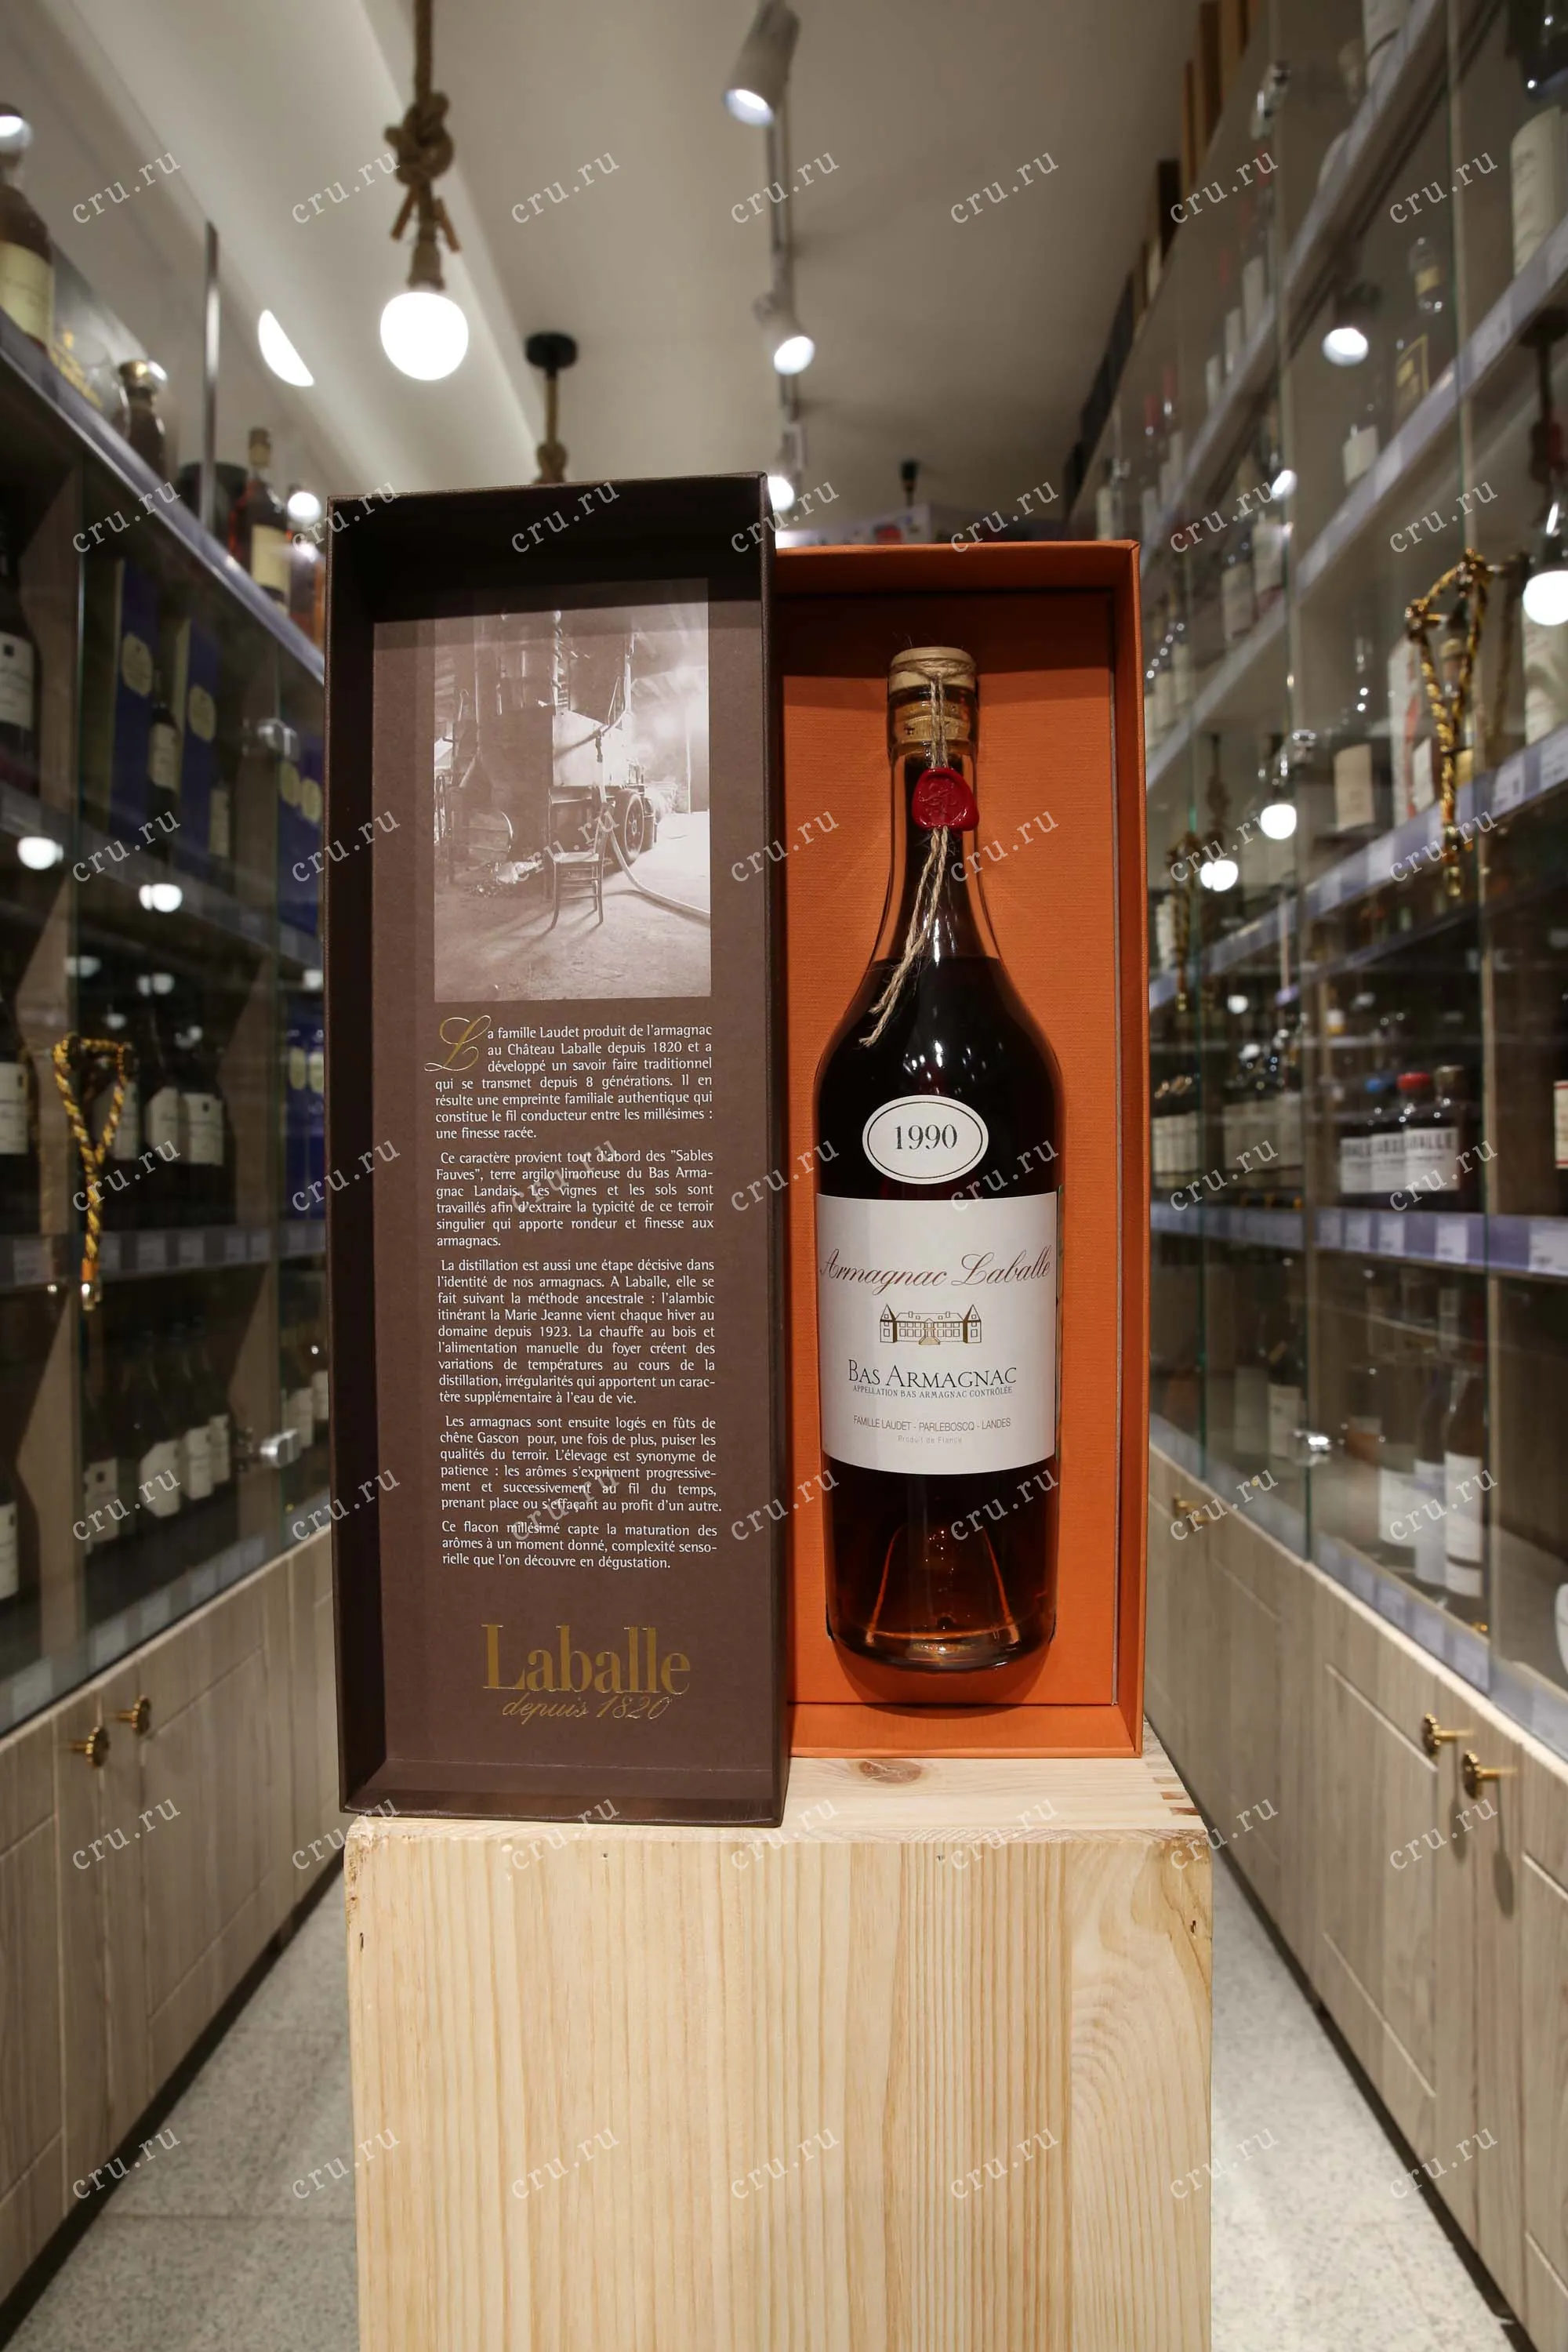 La famille Laudet produit de l'armagnac
au Château Laballe depuis 1820 et a
développé un savoir faire traditionnel
qui se transmet depuis 8 générations. Il en
résulte une empreinte familiale authentique qui
constitue le fil conducteur entre les millésimes :
une finesse racée.
Ce caractère provient tout d'abord des "Sables
Fauves", terre argilo limoneuse du Bas Arma-
gnac Landais. Les vignes et les sols sont
travaillés afin d'extraire la typicité de ce terroir
singulier qui apporte rondeur et finesse aux
armagnacs.
La distillation est aussi une étape décisive dans
l'identité de nos armagnacs. A Laballe, elle se
fait suivant la méthode ancestrale : l'alambic
itinérant la Marie Jeanne vient chaque hiver au
domaine depuis 1923. La chauffe au bois et
l'alimentation manuelle du foyer créent des
variations de températures au cours de la
distillation, irrégularités qui apportent un carac-
tère supplémentaire à l'eau de vie.
Les armagnacs sont ensuite logés en fûts de
chêne Gascon pour, une fois de plus, puiser les
qualités du terroir. L'élevage est synonyme de
patience : les arômes s'expriment progressive-
ment et successivement au fil du temps,
prenant place ou s'effaçant au profit d'un autre.
Ce flacon millésimé capte la maturation des
arômes à un moment donné, complexité senso-
rielle que l'on découvre en dégustation.
Laballe
depuis 1820
1990
Armagnac Laballe
BAS ARMAGNAC
APPELLATION BAS ARMAGNAC CONTRÔLÉE
FAMILLE LAUDET - PARLEBOSCQ - LANDES
Produit de France
cru.ru